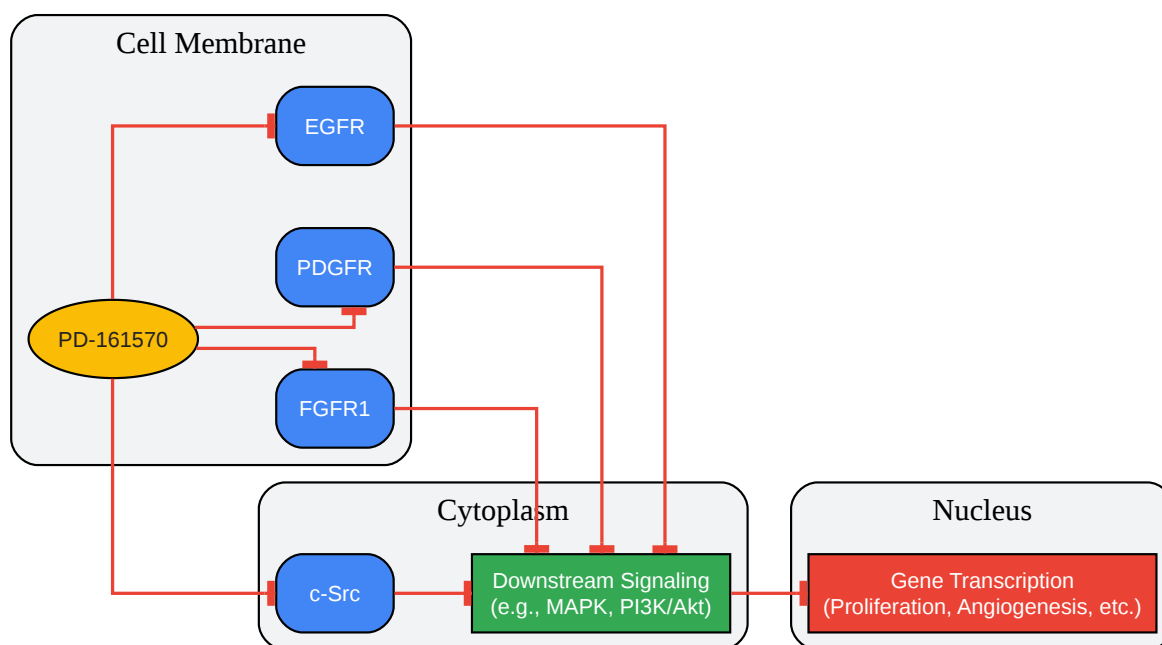 Cell Membrane
EGFR
PDGFR
PD-161570
FGFR1
Cytoplasm
Nucleus
c-Src
Downstream Signaling
(e.g., MAPK, PI3K/Akt)
Gene Transcription
(Proliferation, Angiogenesis, etc.)